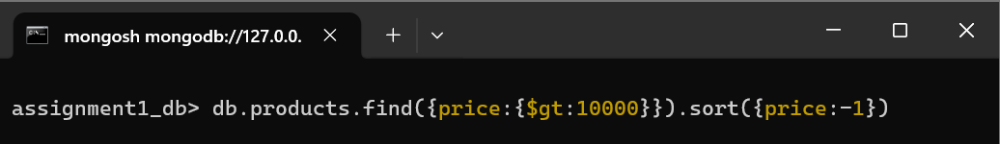 mongosh mongodb://127.0.0.
assignment1_db> db.products.find({price:{$gt:10000}}).sort({price:-1})